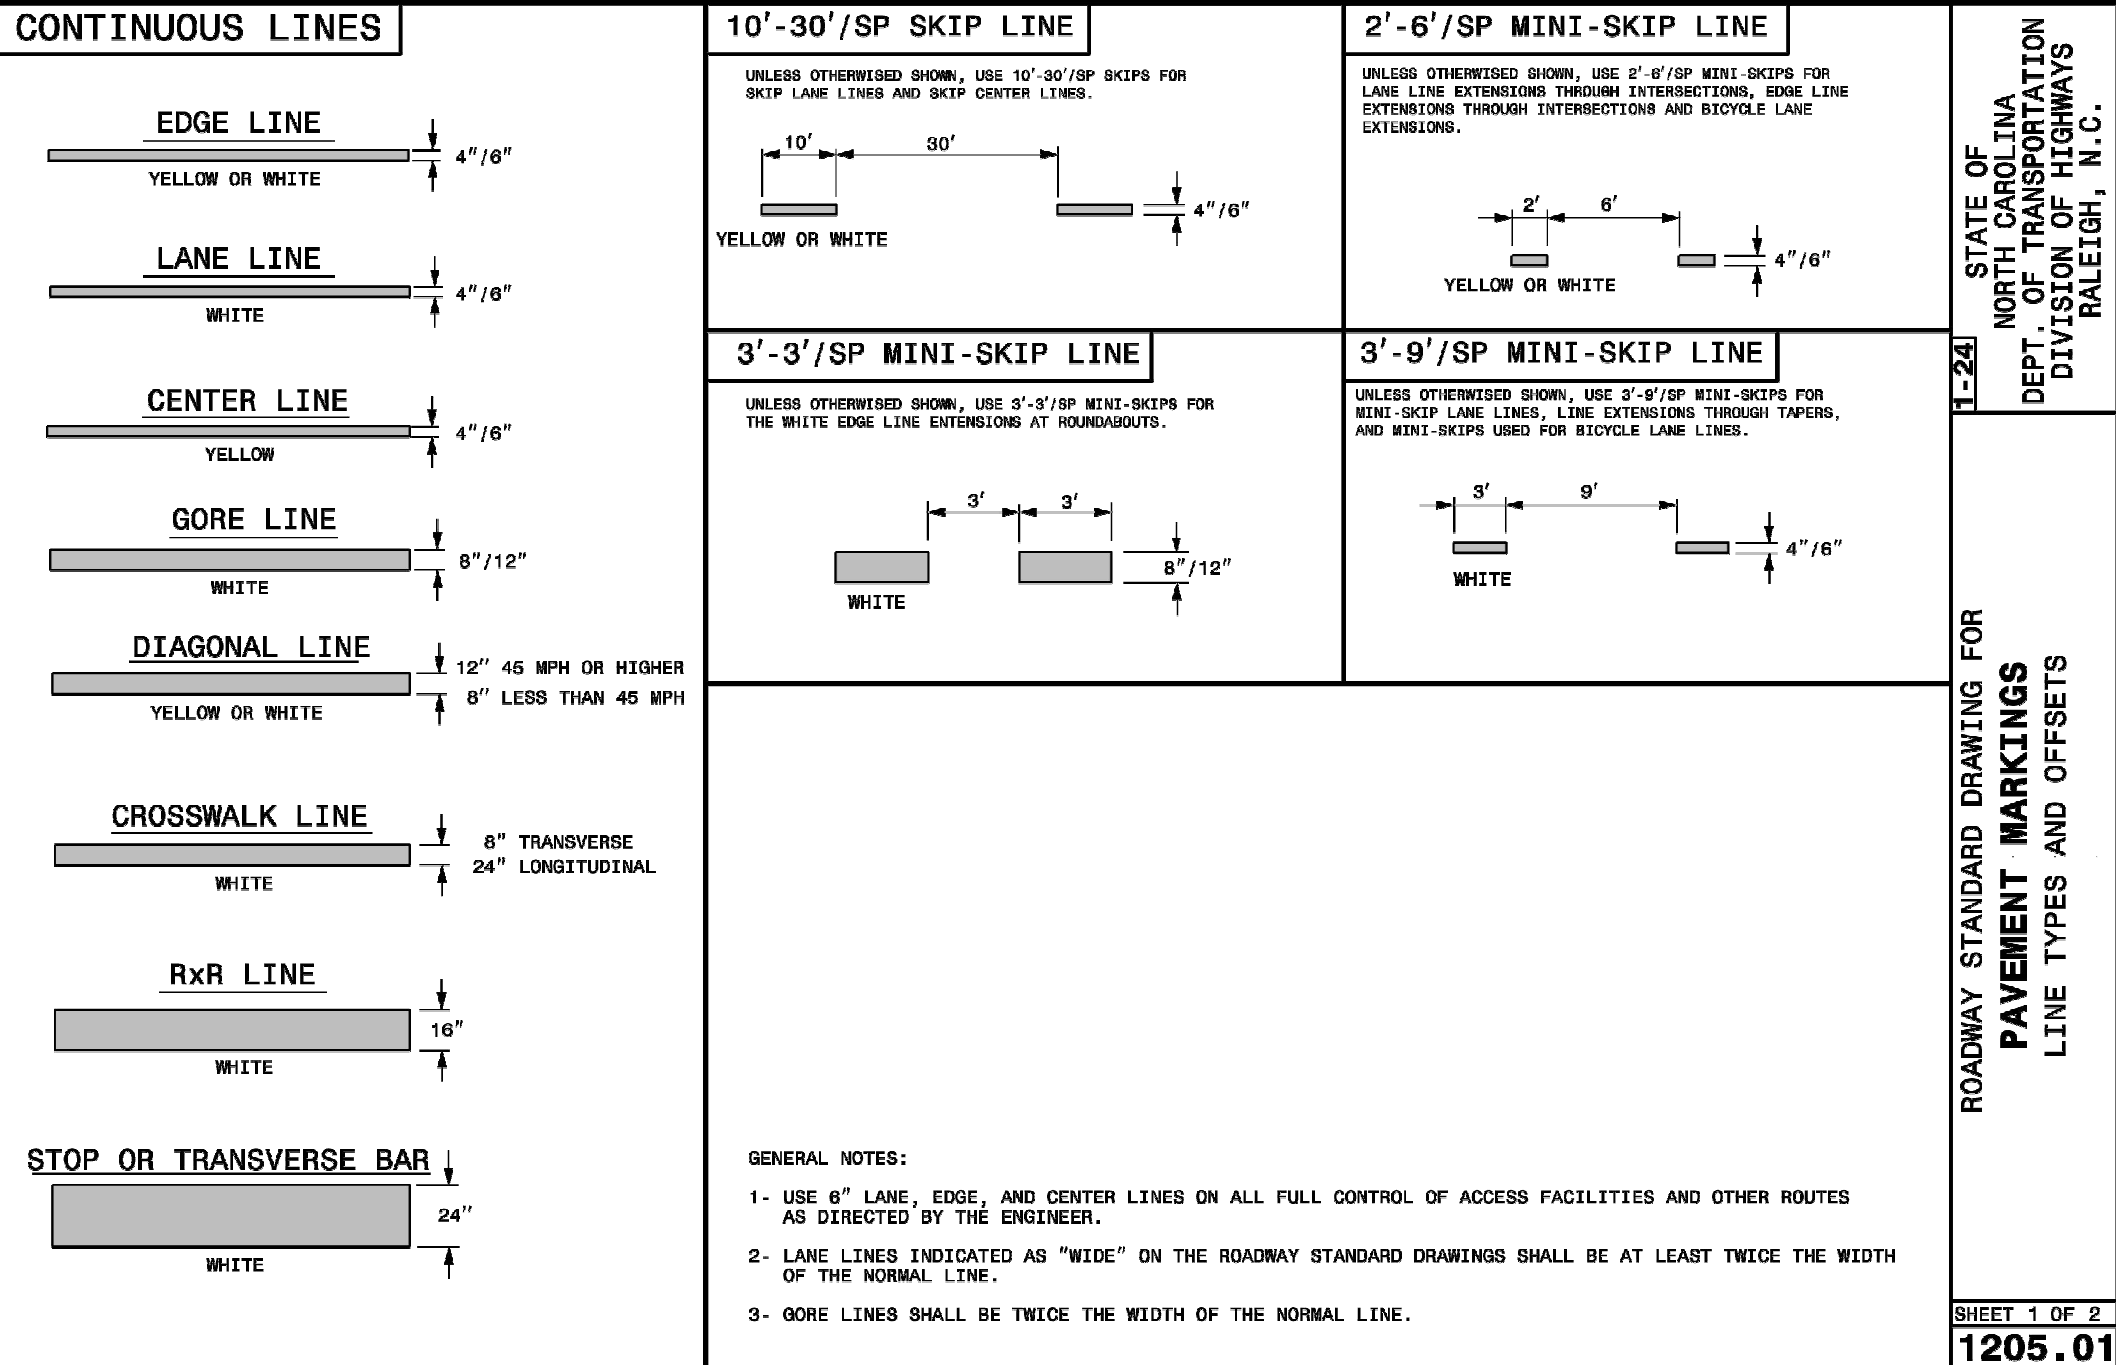 CONTINUOUS LINES
EDGE LINE
4"/6"
YELLOW OR WHITE
LANE LINE
4"/6"
WHITE
CENTER LINE
4"/6"
YELLOW
GORE LINE
8"/12"
WHITE
DIAGONAL LINE
12" 45 MPH OR HIGHER
8" LESS THAN 45 MPH
YELLOW OR WHITE
CROSSWALK LINE
8" TRANSVERSE
24" LONGITUDINAL
WHITE
RxR LINE
16"
WHITE
STOP OR TRANSVERSE BAR
24"
WHITE
10'-30'/SP SKIP LINE
UNLESS OTHERWISED SHOWN, USE 10'-30'/SP SKIPS FOR
SKIP LANE LINES AND SKIP CENTER LINES.
10'
30'
4"/6"
YELLOW OR WHITE
2'-6'/SP MINI-SKIP LINE
UNLESS OTHERWISED SHOWN, USE 2'-6'/SP MINI-SKIPS FOR
LANE LINE EXTENSIONS THROUGH INTERSECTIONS, EDGE LINE
EXTENSIONS THROUGH INTERSECTIONS AND BICYCLE LANE
EXTENSIONS.
2'
6'
4"/6"
YELLOW OR WHITE
3'-3'/SP MINI-SKIP LINE
UNLESS OTHERWISED SHOWN, USE 3'-3'/SP MINI-SKIPS FOR
THE WHITE EDGE LINE ENTENSIONS AT ROUNDABOUTS.
3'
3'
8"/12"
WHITE
3'-9'/SP MINI-SKIP LINE
UNLESS OTHERWISED SHOWN, USE 3'-9'/SP MINI-SKIPS FOR
MINI-SKIP LANE LINES, LINE EXTENSIONS THROUGH TAPERS,
AND MINI-SKIPS USED FOR BICYCLE LANE LINES.
3'
9'
4"/6"
WHITE
GENERAL NOTES:
1- USE 6" LANE, EDGE, AND CENTER LINES ON ALL FULL CONTROL OF ACCESS FACILITIES AND OTHER ROUTES
AS DIRECTED BY THE ENGINEER.
2- LANE LINES INDICATED AS "WIDE" ON THE ROADWAY STANDARD DRAWINGS SHALL BE AT LEAST TWICE THE WIDTH
OF THE NORMAL LINE.
3- GORE LINES SHALL BE TWICE THE WIDTH OF THE NORMAL LINE.
STATE OF
NORTH CAROLINA
DEPT. OF TRANSPORTATION
DIVISION OF HIGHWAYS
RALEIGH, N.C.
1-24
ROADWAY STANDARD DRAWING FOR
PAVEMENT MARKINGS
LINE TYPES AND OFFSETS
SHEET 1 OF 2
1205.01